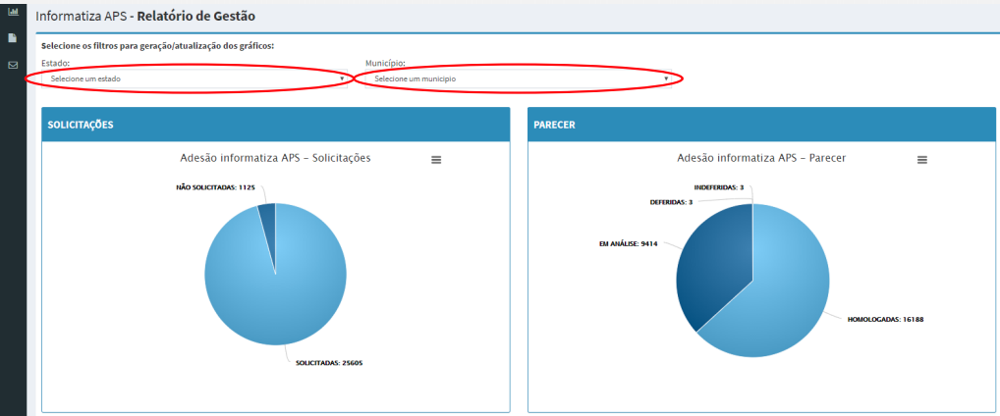 Informatiza APS - Relatório de Gestão
Selecione os filtros para geração/atualização dos gráficos:
Estado:
Município:
Selecione um estado
Selecione um municipio
SOLICITAÇÕES
Adesão informatiza APS – Solicitações
NÃO SOLICITADAS: 1125
SOLICITADAS: 25605
PARECER
Adesão informatiza APS – Parecer
INDEFERIDAS: 3
DEFERIDAS: 3
EM ANÁLISE: 9414
HOMOLOGADAS: 16188